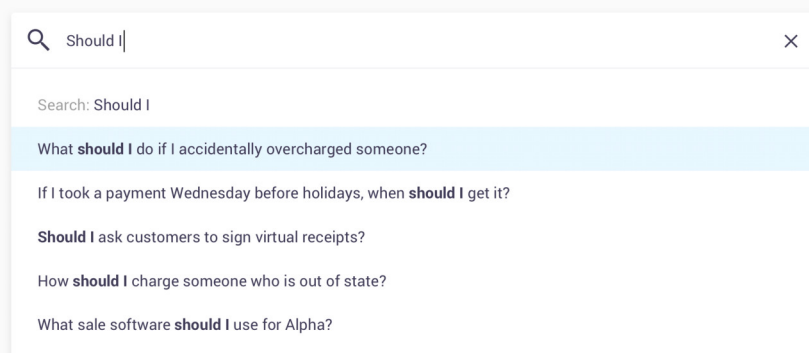 Should I
Search: Should I
What should I do if I accidentally overcharged someone?
If I took a payment Wednesday before holidays, when should I get it?
Should I ask customers to sign virtual receipts?
How should I charge someone who is out of state?
What sale software should I use for Alpha?